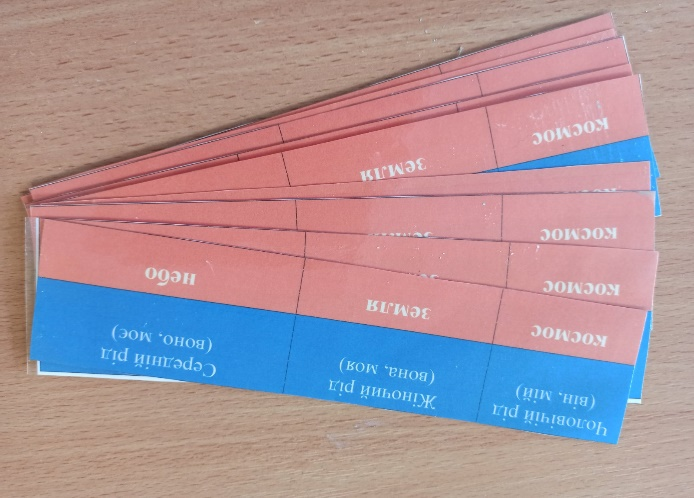 Чоловічий рід
(він, мій)
Жіночий рід
(вона, моя)
Середній рід
(воно, моє)
космос
земля
небо
космос
космос
космос
земля